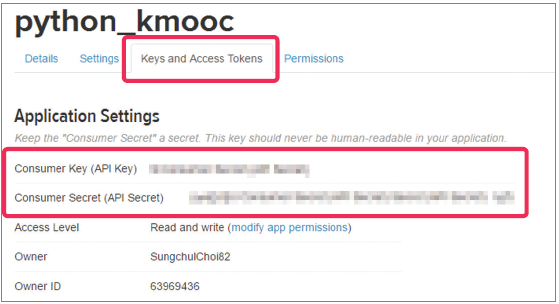 python_kmooc
Details Settings Keys and Access Tokens Permissions
Application Settings
Keep the "Consumer Secret" a secret. This key should never be human-readable in your application.
Consumer Key (API Key)
Consumer Secret (API Secret)
Access Level Read and write (modify app permissions)
Owner SungchulChoi82
Owner ID 63969436